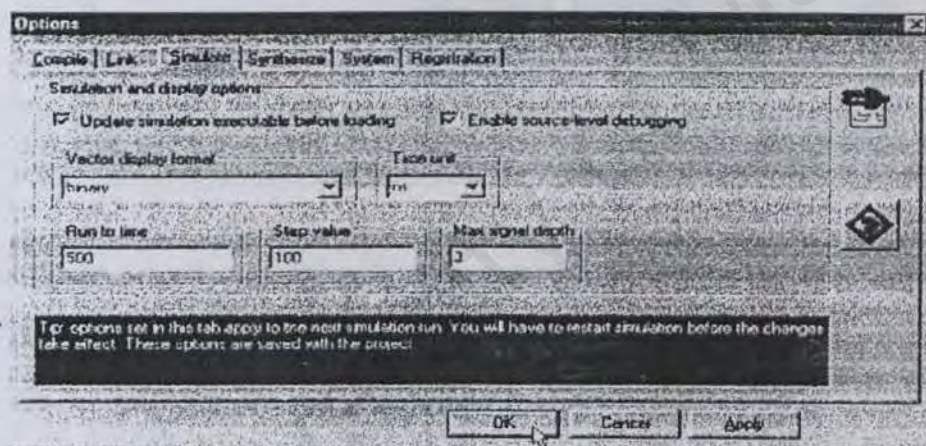 Options
Compile Link Simulate Synthesize System Registration
Simulation and display options
Update simulation executable before loading Enable source-level debugging
Vector display format Time unit
binary ns
Run to time Step value Max signal depth
500 100 3
Tip: options set in this tab apply to the next simulation run. You will have to restart simulation before the changes
take effect. These options are saved with the project.
OK Cancel Apply